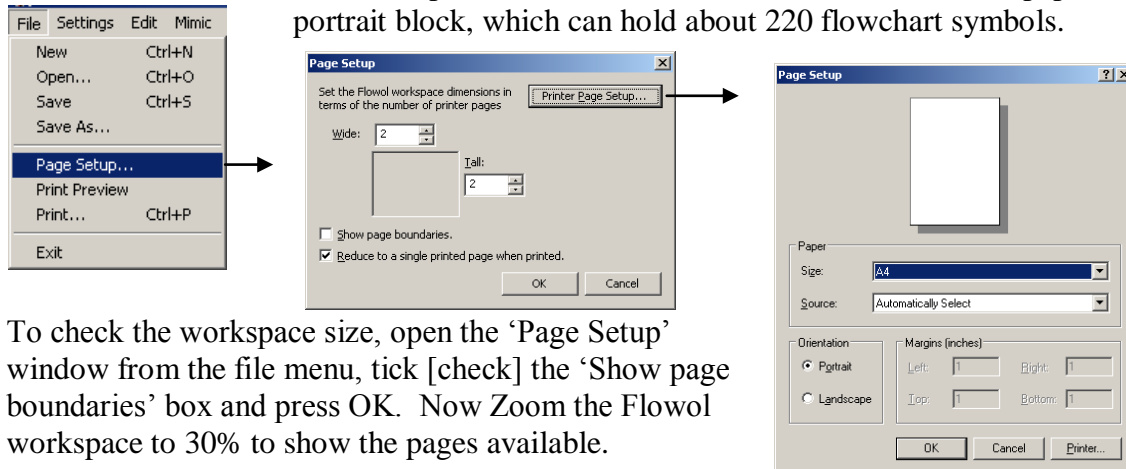 portrait block, which can hold about 220 flowchart symbols.
File Settings Edit Mimic
New Ctrl+N
Open... Ctrl+O
Save Ctrl+S
Save As...
Page Setup...
Print Preview
Print... Ctrl+P
Exit
Page Setup
Set the Flowol workspace dimensions in
terms of the number of printer pages
Printer Page Setup...
Wide: 2
Tall:
2
Show page boundaries.
Reduce to a single printed page when printed.
OK Cancel
Page Setup
Paper
Size: A4
Source: Automatically Select
Orientation
Portrait
Landscape
Margins (inches)
Left: 1 Right: 1
Top: 1 Bottom: 1
OK Cancel Printer...
To check the workspace size, open the ‘Page Setup’
window from the file menu, tick [check] the ‘Show page
boundaries’ box and press OK.  Now Zoom the Flowol
workspace to 30% to show the pages available.